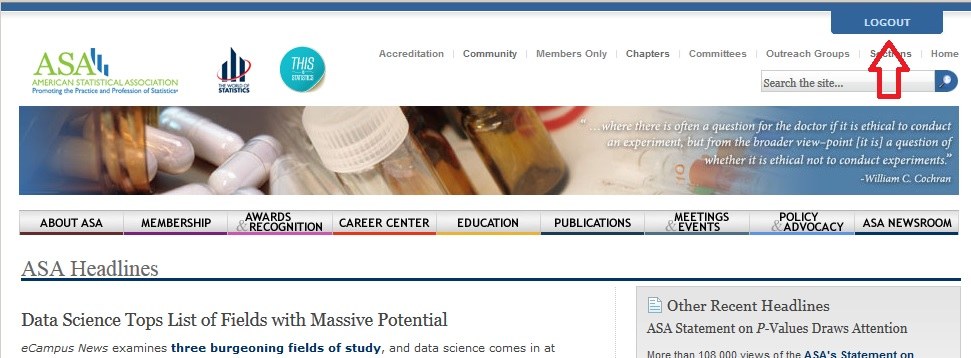 LOGOUT
Accreditation Community Members Only Chapters Committees Outreach Groups Sections Home
ASA
AMERICAN STATISTICAL ASSOCIATION
Promoting the Practice and Profession of Statistics
THE WORLD OF
STATISTICS
THIS
IS
STATISTICS
Search the site...
" …where there is often a question for the doctor if it is ethical to conduct
an experiment, but from the broader view–point [it is] a question of
whether it is ethical not to conduct experiments."
-William C. Cochran
ABOUT ASA
MEMBERSHIP
AWARDS
&RECOGNITION
CAREER CENTER
EDUCATION
PUBLICATIONS
MEETINGS
&EVENTS
POLICY
&ADVOCACY
ASA NEWSROOM
ASA Headlines
Data Science Tops List of Fields with Massive Potential
eCampus News examines three burgeoning fields of study, and data science comes in at
Other Recent Headlines
ASA Statement on P-Values Draws Attention
More than 108,000 views of the ASA's Statement on